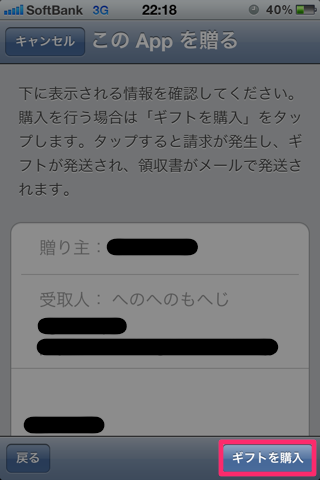 SoftBank 3G 22:18 40%
キャンセル このAppを贈る
下に表示される情報を確認してください。
購入を行う場合は「ギフトを購入」をタッ
プします。タップすると請求が発生し、ギ
フトが発送され、領収書がメールで発送さ
れます。
贈り主：
受取人： へのへのもへじ
戻る ギフトを購入